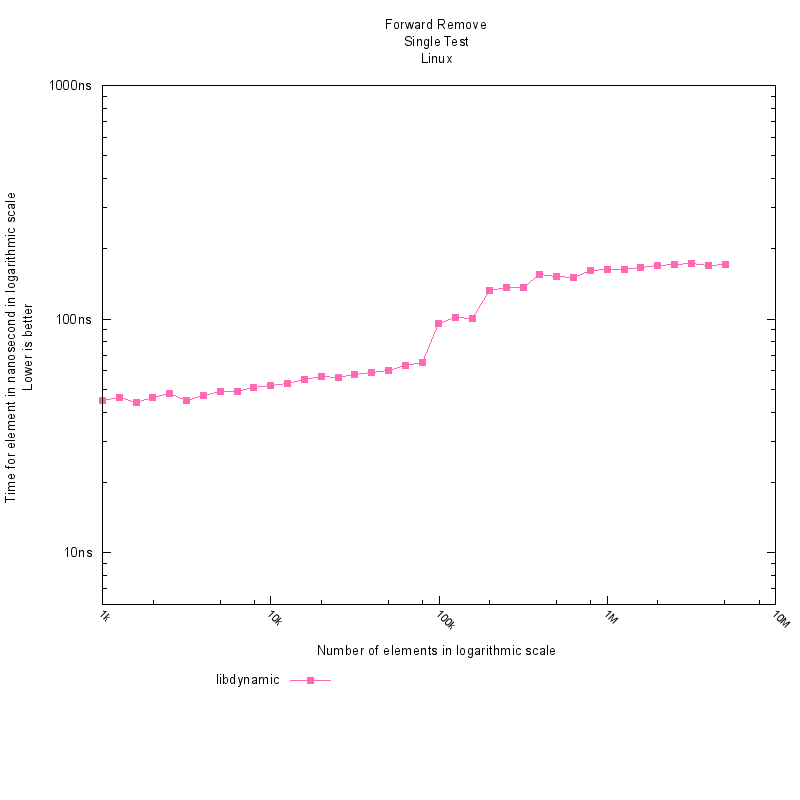 Forward Remove
Single Test
Linux
1000ns
100ns
10ns
Time for element in nanosecond in logarithmic scale
Lower is better
1k
10k
100k
1M
10M
Number of elements in logarithmic scale
libdynamic